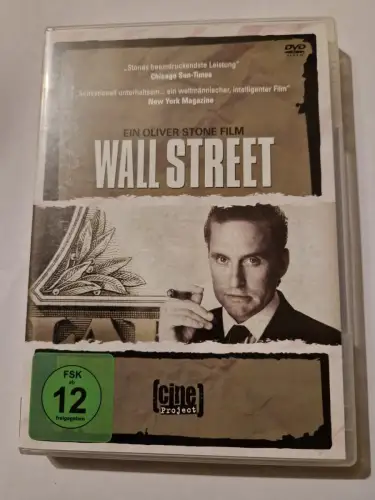 DVD
„Stones beeindruckendste Leistung“
Chicago Sun-Times
„Sensationell unterhaltsam... ein weltmännischer, intelligenter Film“
New York Magazine
EIN OLIVER STONE FILM
WALL STREET
FSK
ab
12
freigegeben
[cine
Project]